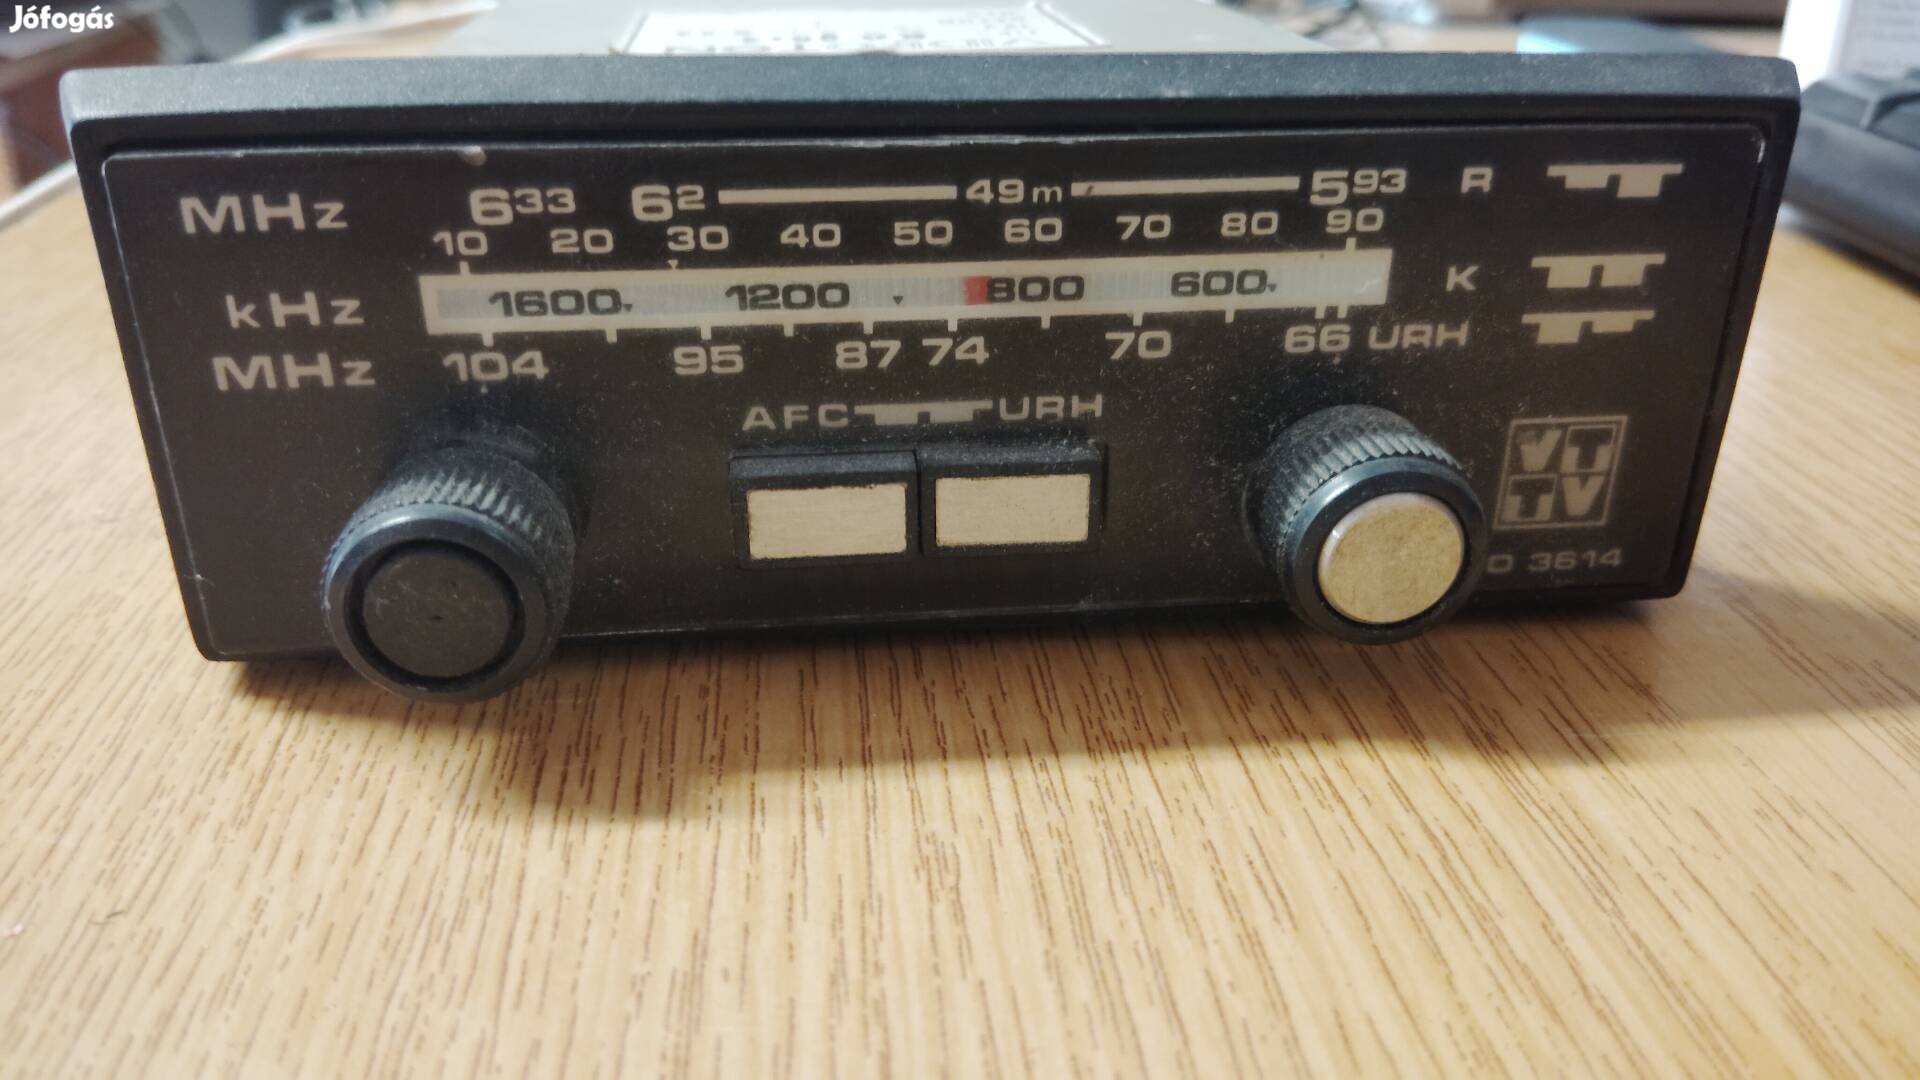 Jófogás
MHz 6³³ 6² 49m 5⁹³ R
10 20 30 40 50 60 70 80 90
kHz 1600 1200 800 600 K
MHz 104 95 87 74 70 66 URH
AFC URH
VT
TV
3614